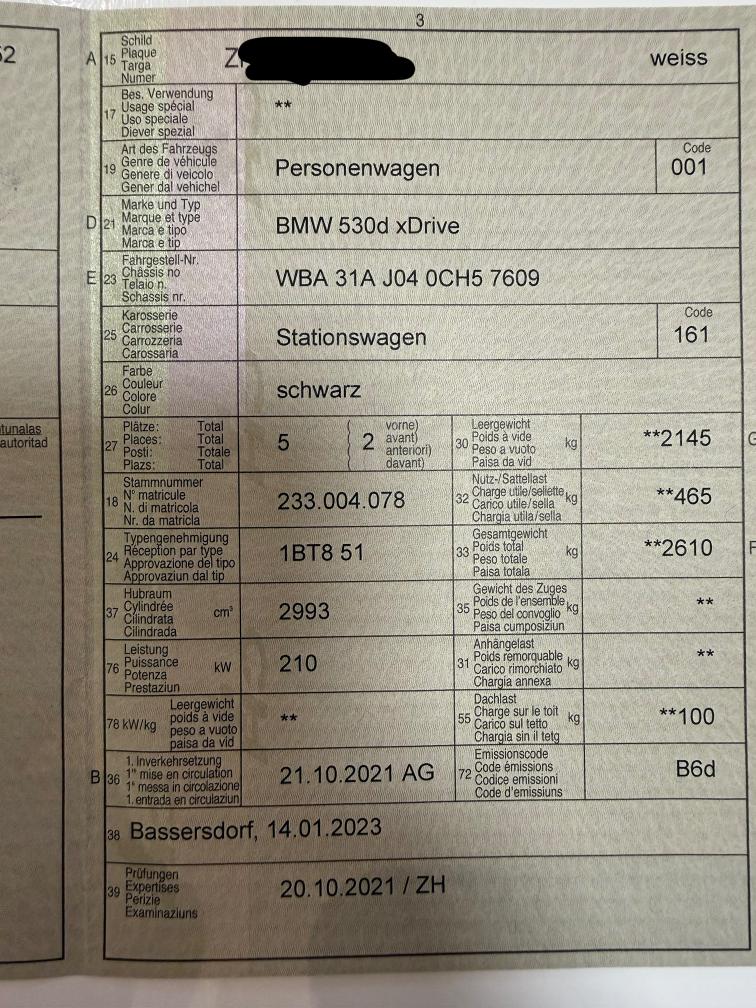 3
52
A 15 Schild
Plaque
Targa
Numer
weiss
17 Bes. Verwendung
Usage spécial
Uso speciale
Diever spezial
**
19 Art des Fahrzeugs
Genre de véhicule
Genere di veicolo
Gener dal vehichel
Personenwagen
Code
001
D 21 Marke und Typ
Marque et type
Marca e tipo
Marca e tip
BMW 530d xDrive
E 23 Fahrgestell-Nr.
Châssis no
Telaio n.
Schassis nr.
WBA 31A J04 0CH5 7609
25 Karosserie
Carrosserie
Carrozzeria
Carossaria
Stationswagen
Code
161
26 Farbe
Couleur
Colore
Colur
schwarz
tunalas
autoritad
27 Plätze: Total
Places: Total
Posti: Totale
Plazs: Total
5 ( 2 vorne)
avant)
anteriori)
davant)
30 Leergewicht
Poids à vide kg
Peso a vuoto
Paisa da vid
**2145
G
18 Stammnummer
N° matricule
N. di matricola
Nr. da matricla
233.004.078
32 Nutz-/Sattellast
Charge utile/sellette kg
Carico utile/sella
Chargia utila/sella
**465
24 Typengenehmigung
Réception par type
Approvazione del tipo
Approvaziun dal tip
1BT8 51
33 Gesamtgewicht
Poids total kg
Peso totale
Paisa totala
**2610
F
37 Hubraum
Cylindrée cm³
Cilindrata
Cilindrada
2993
35 Gewicht des Zuges
Poids de l'ensemble kg
Peso del convoglio
Paisa cumposiziun
**
76 Leistung
Puissance kW
Potenza
Prestaziun
210
31 Anhängelast
Poids remorquable kg
Carico rimorchiato
Chargia annexa
**
78 kW/kg Leergewicht
poids à vide
peso a vuoto
paisa da vid
**
55 Dachlast
Charge sur le toit kg
Carico sul tetto
Chargia sin il tetg
**100
B 36 1. Inverkehrsetzung
1re mise en circulation
1a messa in circolazione
1. entrada en circulaziun
21.10.2021 AG
72 Emissionscode
Code émissions
Codice emissioni
Code d'emissiuns
B6d
38 Bassersdorf, 14.01.2023
39 Prüfungen
Expertises
Perizie
Examinaziuns
20.10.2021 / ZH